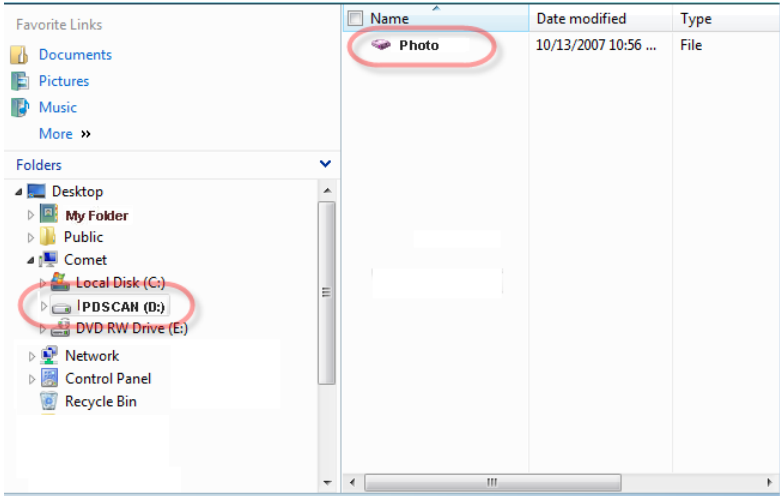 Favorite Links
Documents
Pictures
Music
More »
Folders
Desktop
My Folder
Public
Comet
Local Disk (C:)
PDSCAN (D:)
DVD RW Drive (E:)
Network
Control Panel
Recycle Bin
Name Date modified Type
Photo 10/13/2007 10:56 ... File